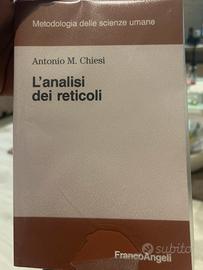 Metodologia delle scienze umane
Antonio M. Chiesi
L'analisi
dei reticoli
FrancoAngeli
subito